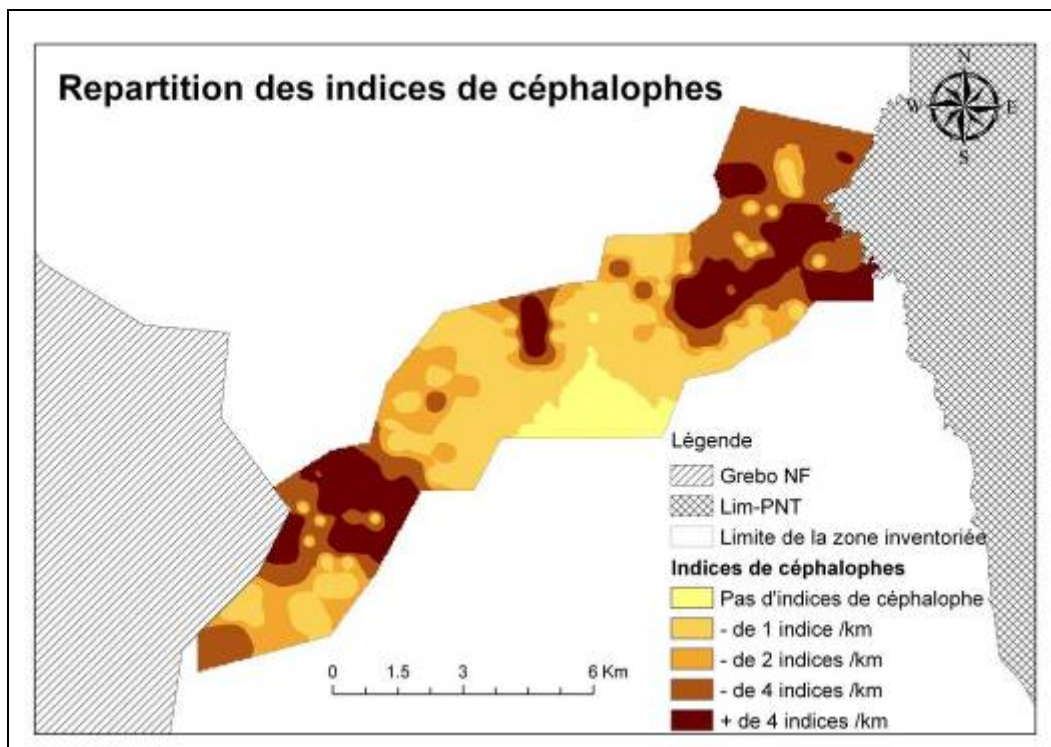 Repartition des indices de céphalophes
N
W E
S
Légende
Grebo NF
Lim-PNT
Limite de la zone inventoriée
Indices de céphalophes
Pas d'indices de céphalophe
- de 1 indice /km
- de 2 indices /km
- de 4 indices /km
+ de 4 indices /km
0 1.5 3 6 Km